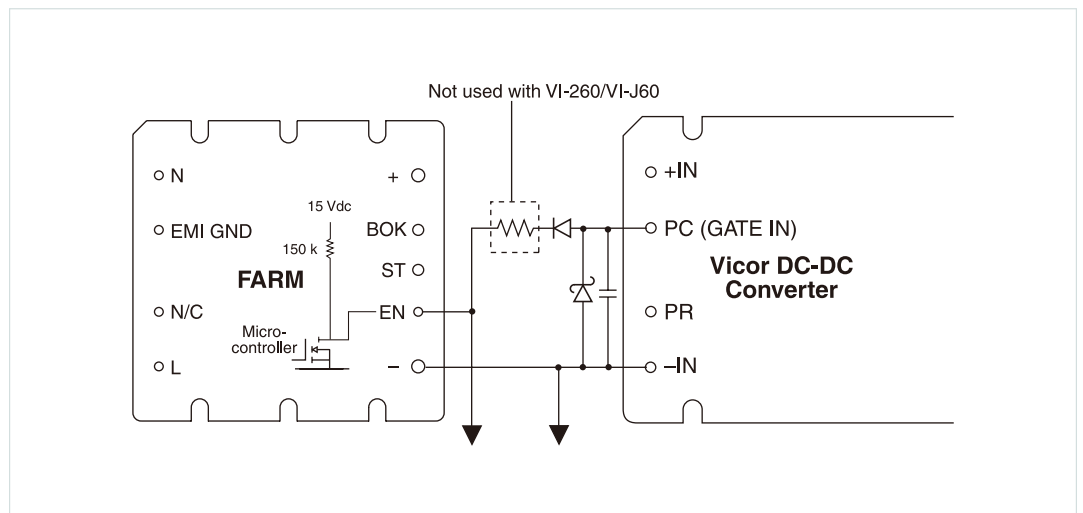 Not used with VI-260/VI-J60
N
+
+IN
15 Vdc
EMI GND
BOK
PC (GATE IN)
150 k
FARM
ST
Vicor DC-DC
Converter
N/C
EN
PR
Micro-
controller
L
–
–IN